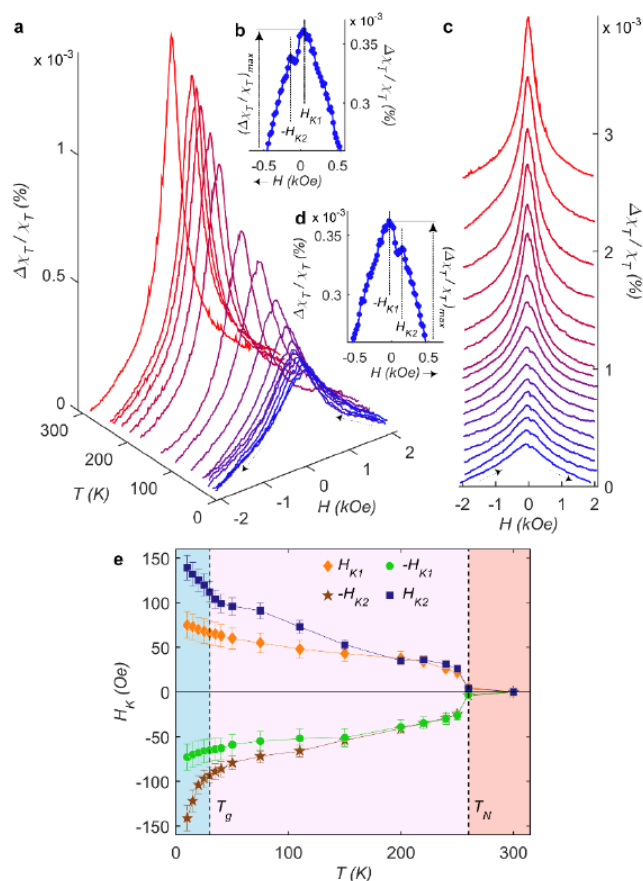 a
x 10⁻³
1
0.5
0
Δχ_T / χ_T (%)
300
200
100
0
T (K)
-2
-1
0
1
2
H (kOe)
b
x 10⁻³
0.35
0.3
(Δχ_T / χ_T)_max
Δχ_T / χ_T (%)
-H_K2
H_K1
-0.5 0 0.5
H (kOe)
d
x 10⁻³
0.35
0.3
Δχ_T / χ_T (%)
(Δχ_T / χ_T)_max
-H_K1
H_K2
-0.5 0 0.5
H (kOe)
c
x 10⁻³
3
2
1
0
Δχ_T / χ_T (%)
-2 -1 0 1 2
H (kOe)
e
150
100
50
0
-50
-100
-150
H_K (Oe)
H_K1 -H_K1
-H_K2 H_K2
T_g
T_N
0 100 200 300
T (K)